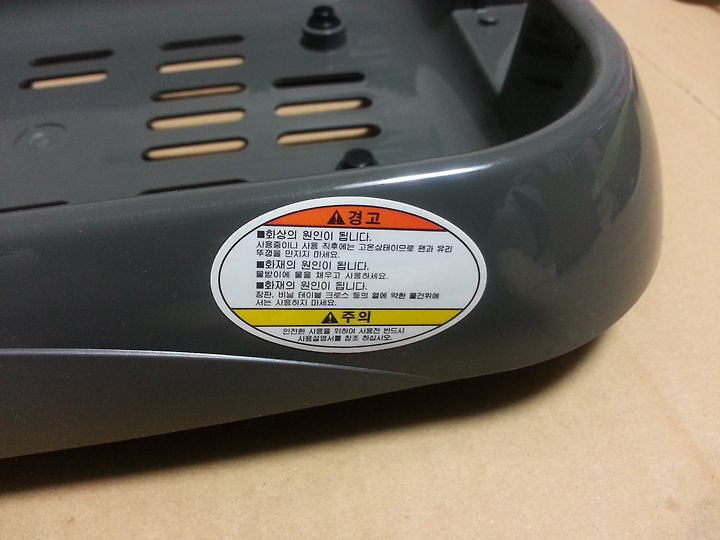 ⚠경고
■화상의 원인이 됩니다.
사용중이나 사용 직후에는 고온상태이므로 팬과 유리
뚜껑을 만지지 마세요.
■화재의 원인이 됩니다.
물받이에 물을 채우고 사용하세요.
■화재의 원인이 됩니다.
장판, 비닐 테이블 크로스 등의 열에 약한 물건위에
서는 사용하지 마세요.
⚠주의
안전한 사용을 위하여 사용전 반드시
사용설명서를 참조 하십시오.